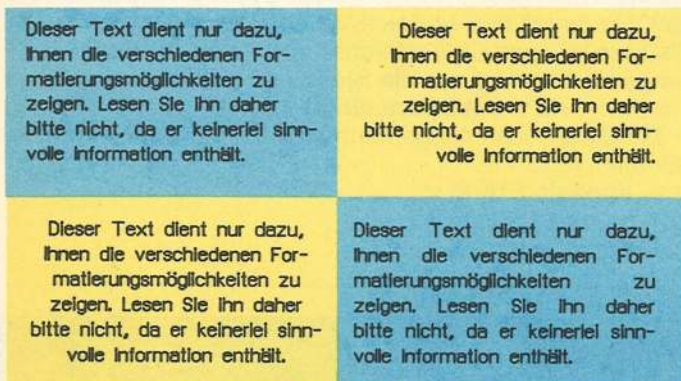 Dieser Text dient nur dazu,
Ihnen die verschiedenen For-
matierungsmöglichkeiten zu
zeigen. Lesen Sie ihn daher
bitte nicht, da er keinerlei sinn-
volle Information enthält.
Dieser Text dient nur dazu,
Ihnen die verschiedenen For-
matierungsmöglichkeiten zu
zeigen. Lesen Sie ihn daher
bitte nicht, da er keinerlei sinn-
volle Information enthält.
Dieser Text dient nur dazu,
Ihnen die verschiedenen For-
matierungsmöglichkeiten zu
zeigen. Lesen Sie ihn daher
bitte nicht, da er keinerlei sinn-
volle Information enthält.
Dieser Text dient nur dazu,
Ihnen die verschiedenen For-
matierungsmöglichkeiten zu
zeigen. Lesen Sie ihn daher
bitte nicht, da er keinerlei sinn-
volle Information enthält.